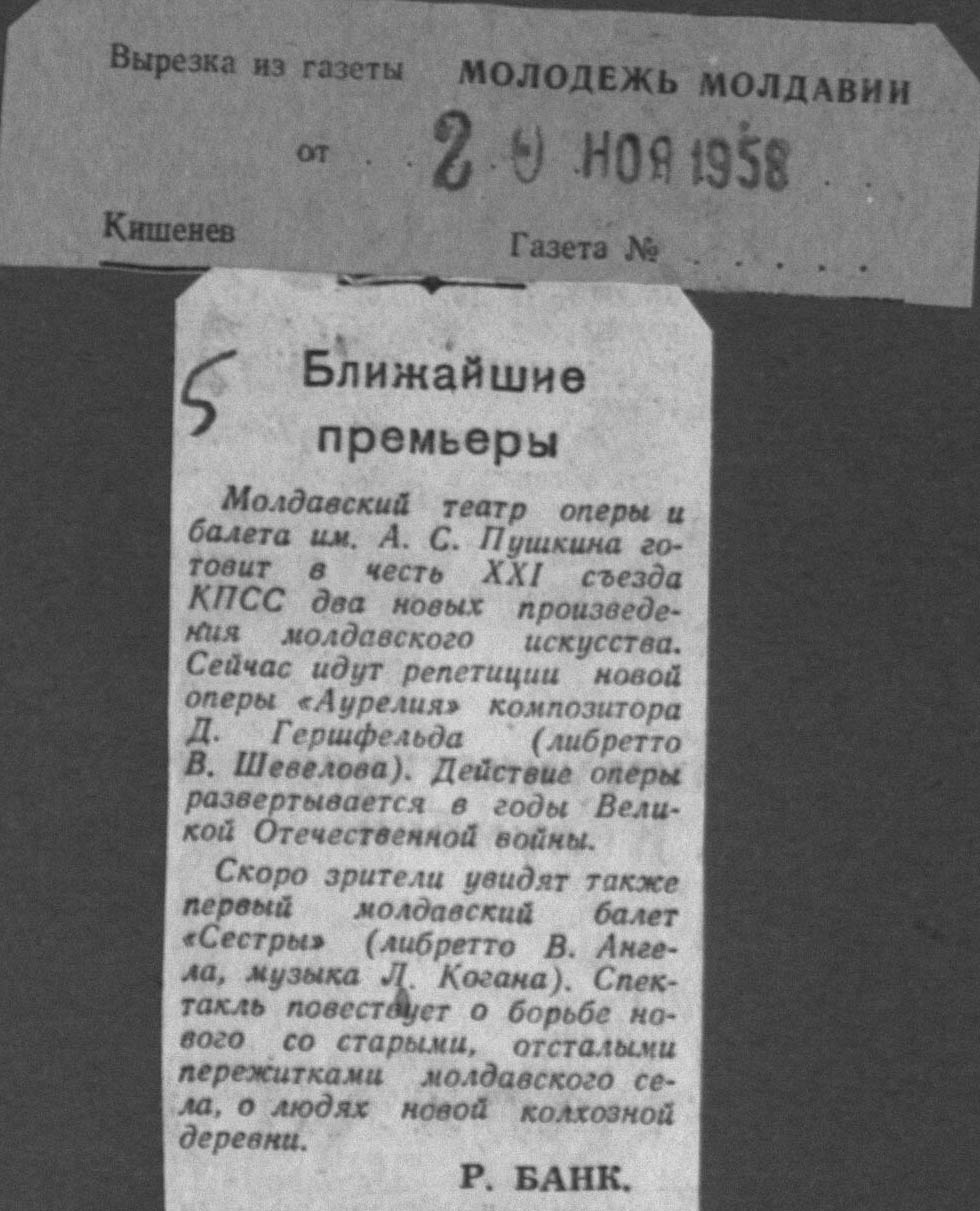 Вырезка из газеты МОЛОДЕЖЬ МОЛДАВИИ
от . . 20 НОЯ 1958 . .
Кишенев Газета № . . . . .
5
Ближайшие
премьеры
Молдавский театр оперы и
балета им. А. С. Пушкина го-
товит в честь XXI съезда
КПСС два новых произведе-
ния молдавского искусства.
Сейчас идут репетиции новой
оперы «Аурелия» композитора
Д. Гершфельда (либретто
В. Шевелова). Действие оперы
развертывается в годы Вели-
кой Отечественной войны.
Скоро зрители увидят также
первый молдавский балет
«Сестры» (либретто В. Анге-
ла, музыка Л. Когана). Спек-
такль повествует о борьбе но-
вого со старыми, отсталыми
пережитками молдавского се-
ла, о людях новой колхозной
деревни.
Р. БАНК.